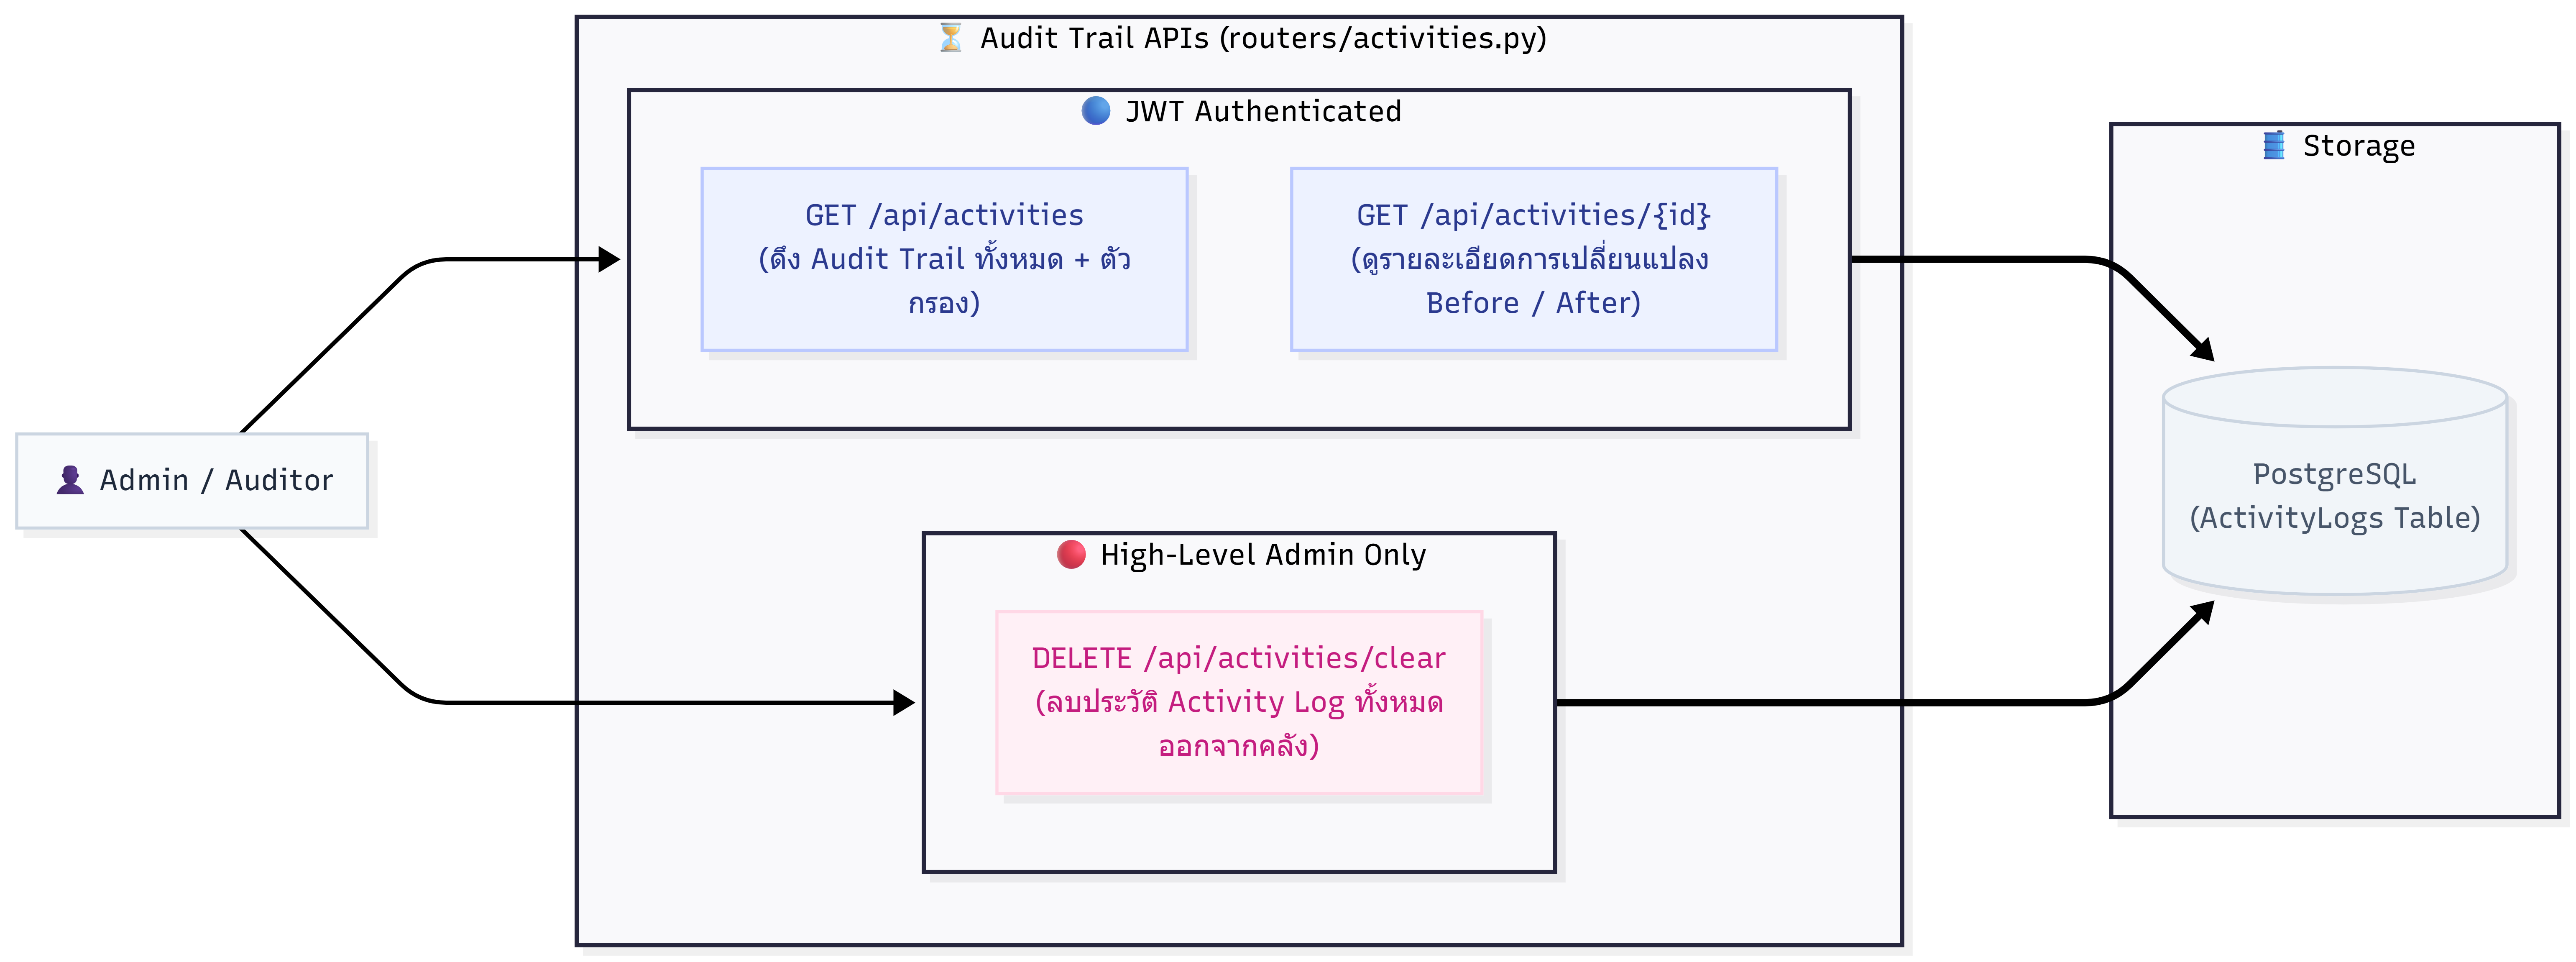 ⏳ Audit Trail APIs (routers/activities.py)
🔵 JWT Authenticated
GET /api/activities
(ดึง Audit Trail ทั้งหมด + ตัว
กรอง)
GET /api/activities/{id}
(ดูรายละเอียดการเปลี่ยนแปลง
Before / After)
🛢️ Storage
👤 Admin / Auditor
PostgreSQL
(ActivityLogs Table)
🔴 High-Level Admin Only
DELETE /api/activities/clear
(ลบประวัติ Activity Log ทั้งหมด
ออกจากคลัง)